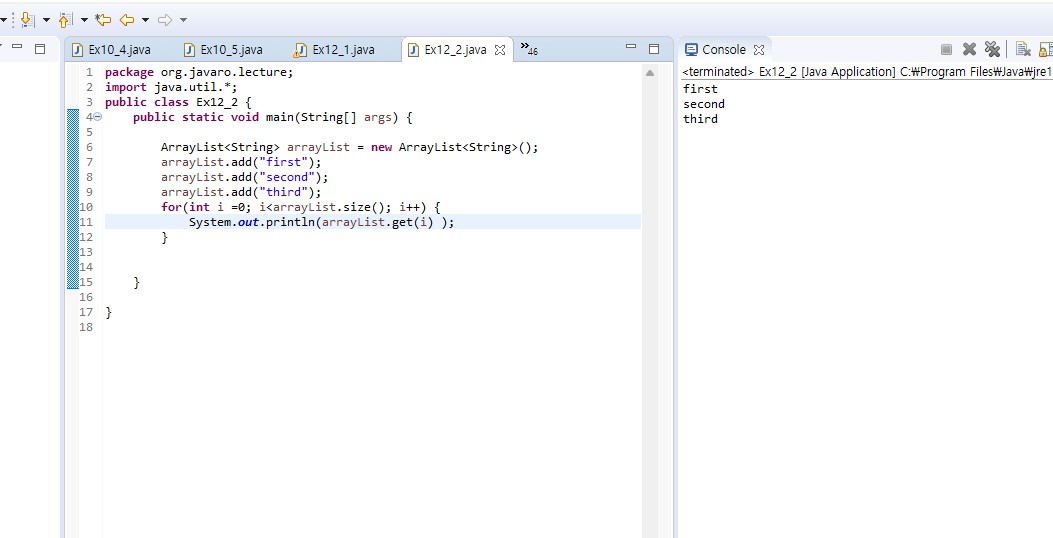 Ex10_4.java Ex10_5.java Ex12_1.java Ex12_2.java »46
1 package org.javaro.lecture;
2 import java.util.*;
3 public class Ex12_2 {
4 public static void main(String[] args) {
5
6 ArrayList<String> arrayList = new ArrayList<String>();
7 arrayList.add("first");
8 arrayList.add("second");
9 arrayList.add("third");
10 for(int i =0; i<arrayList.size(); i++) {
11 System.out.println(arrayList.get(i) );
12 }
13
14
15 }
16
17 }
18
Console
<terminated> Ex12_2 [Java Application] C:₩Program Files₩Java₩jre1
first
second
third